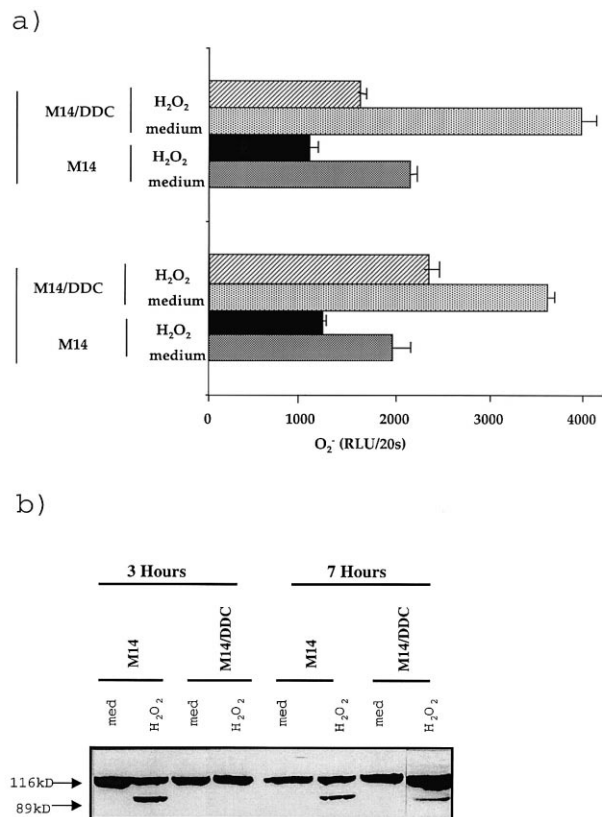 a)
H₂O₂
M14/DDC
medium
H₂O₂
M14
medium
H₂O₂
M14/DDC
medium
H₂O₂
M14
medium
0 1000 2000 3000 4000
O₂⁻ (RLU/20s)
b)
3 Hours 7 Hours
M14 M14/DDC M14 M14/DDC
med H₂O₂ med H₂O₂ med H₂O₂ med H₂O₂
116kD
89kD